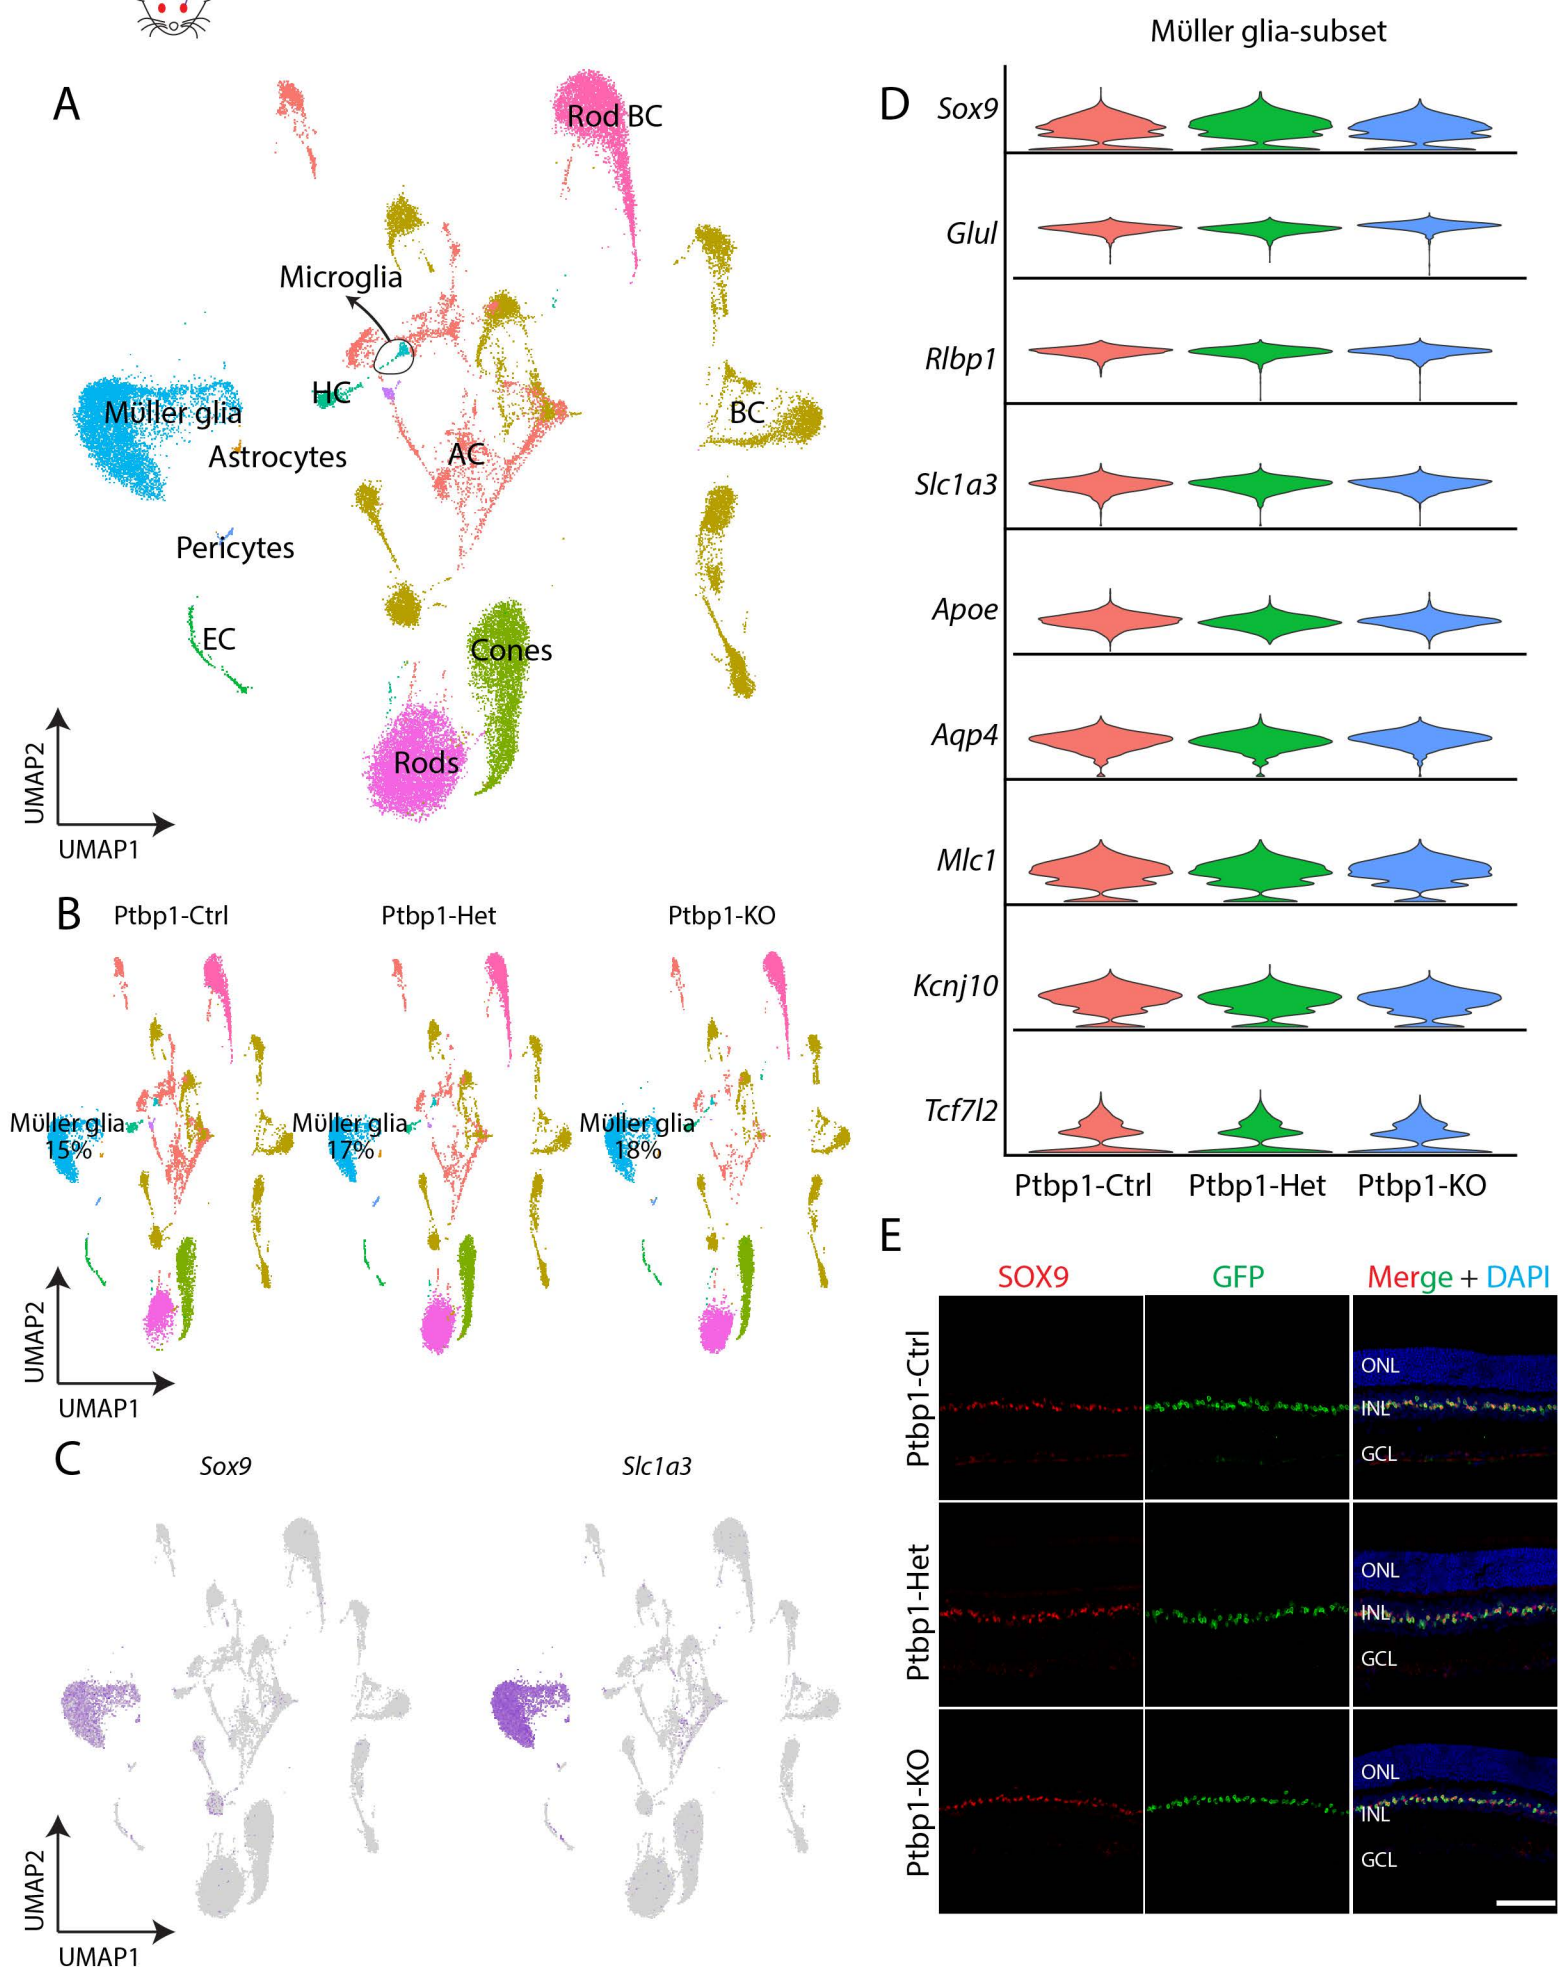 A
Rod BC
Microglia
HC
Müller glia
BC
AC
Astrocytes
Pericytes
EC
Cones
Rods
UMAP2
UMAP1
B
Ptbp1-Ctrl
Ptbp1-Het
Ptbp1-KO
Müller glia
15%
Müller glia
17%
Müller glia
18%
UMAP2
UMAP1
C
Sox9
Slc1a3
UMAP2
UMAP1
Müller glia-subset
D
Sox9
Glul
Rlbp1
Slc1a3
Apoe
Aqp4
Mlc1
Kcnj10
Tcf7l2
Ptbp1-Ctrl
Ptbp1-Het
Ptbp1-KO
E
SOX9
GFP
Merge + DAPI
Ptbp1-Ctrl
ONL
INL
GCL
Ptbp1-Het
ONL
INL
GCL
Ptbp1-KO
ONL
INL
GCL